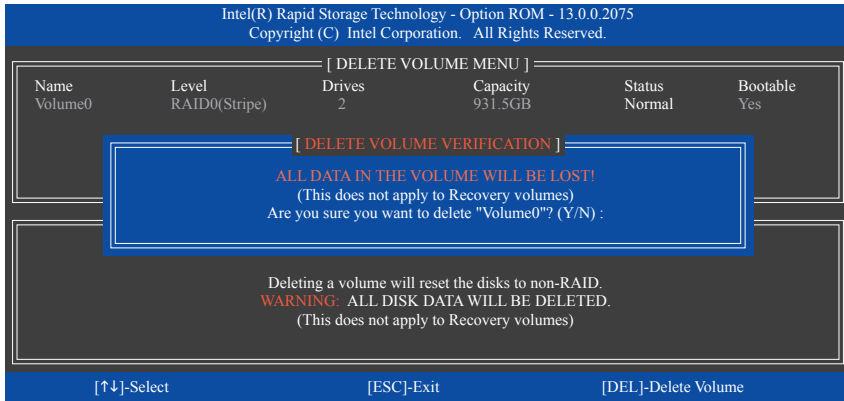 Intel(R) Rapid Storage Technology - Option ROM - 13.0.0.2075
Copyright (C) Intel Corporation. All Rights Reserved.
[ DELETE VOLUME MENU ]
Name Level Drives Capacity Status Bootable
Volume0 RAID0(Stripe) 2 931.5GB Normal Yes
[ DELETE VOLUME VERIFICATION ]
ALL DATA IN THE VOLUME WILL BE LOST!
(This does not apply to Recovery volumes)
Are you sure you want to delete "Volume0"? (Y/N) :
Deleting a volume will reset the disks to non-RAID.
WARNING: ALL DISK DATA WILL BE DELETED.
(This does not apply to Recovery volumes)
[↑↓]-Select [ESC]-Exit [DEL]-Delete Volume